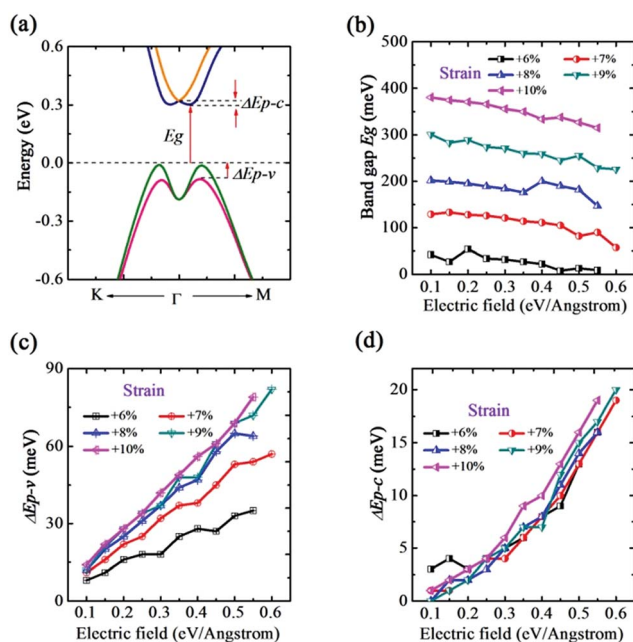 (a)
0.6
0.3
0.0
-0.3
-0.6
Energy (eV)
ΔEp-c
Eg
ΔEp-v
K Γ M
(b)
500
400
300
200
100
0
Band gap Eg (meV)
Strain
+6% +7%
+8% +9%
+10%
0.1 0.2 0.3 0.4 0.5 0.6
Electric field (eV/Angstrom)
(c)
90
60
30
0
ΔEp-v (meV)
Strain
+6% +7%
+8% +9%
+10%
0.1 0.2 0.3 0.4 0.5 0.6
Electric field (eV/Angstrom)
(d)
20
15
10
5
0
ΔEp-c (meV)
Strain
+6% +7%
+8% +9%
+10%
0.1 0.2 0.3 0.4 0.5 0.6
Electric field (eV/Angstrom)